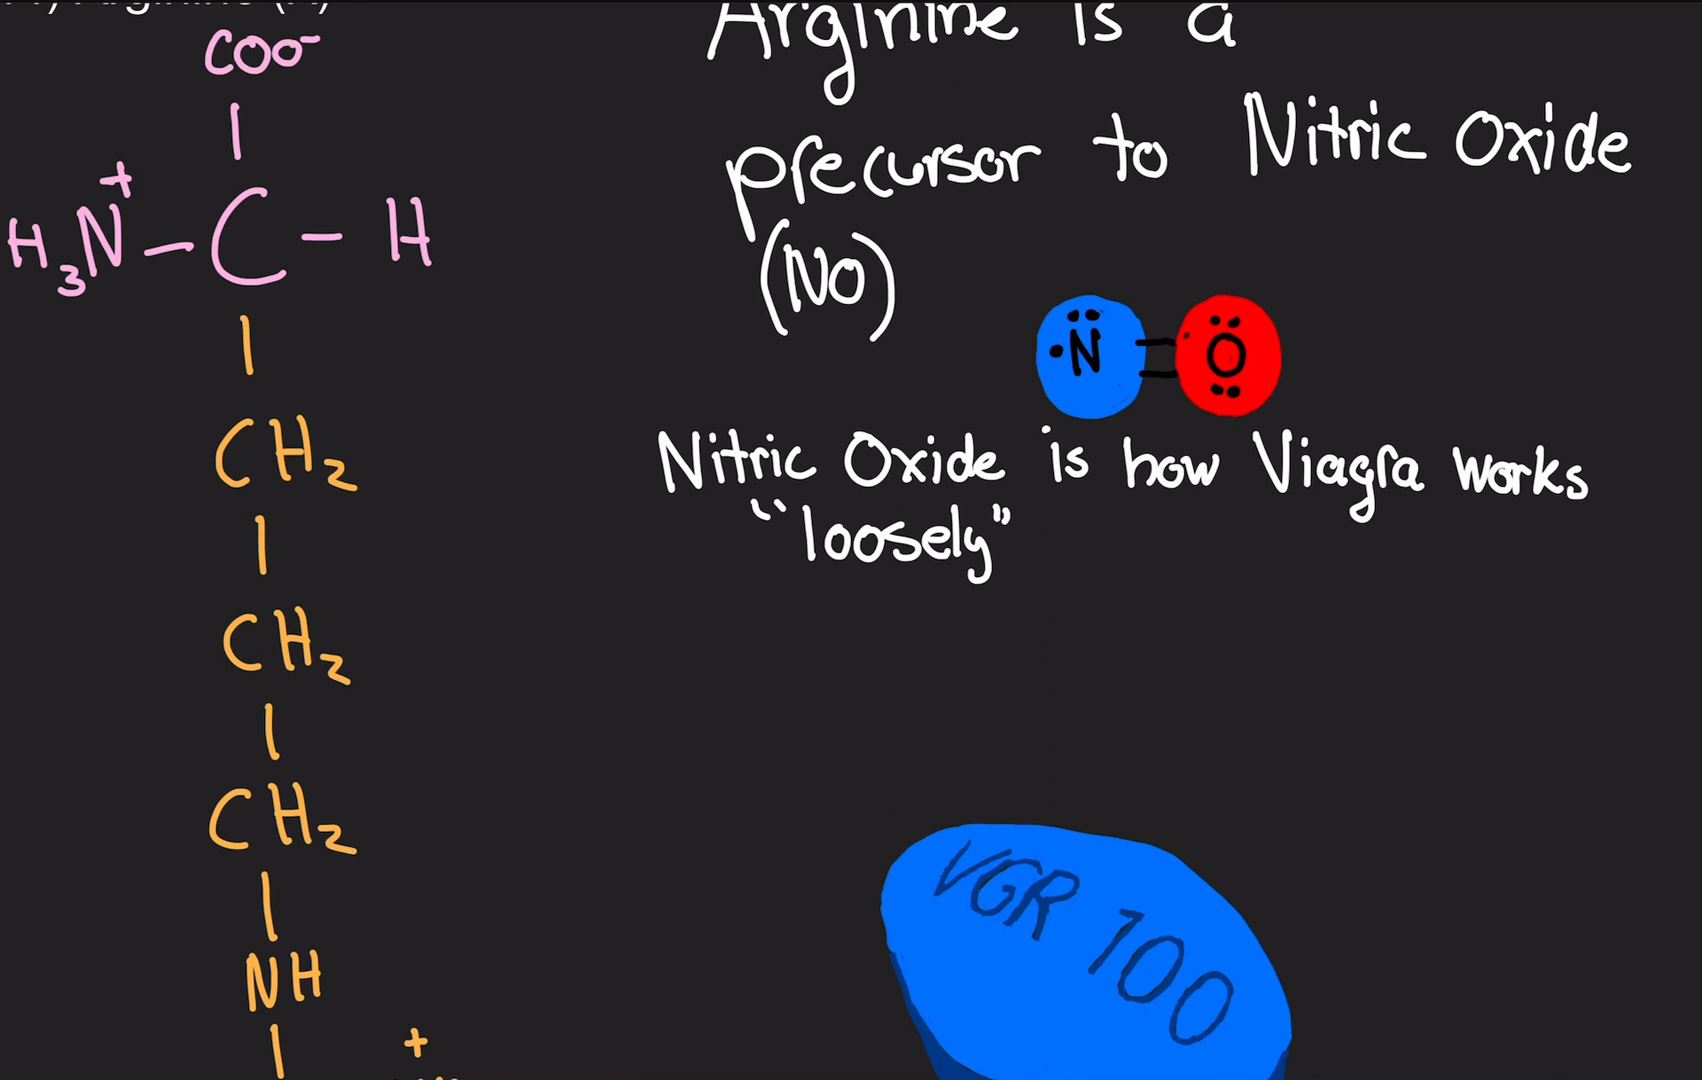 Arginine (R)
COO⁻
H₃N⁺ – C – H
CH₂
CH₂
CH₂
NH
+
Arginine is a
precursor to Nitric Oxide
(NO)
N = O
Nitric Oxide is how Viagra works
"loosely"
VGR 100